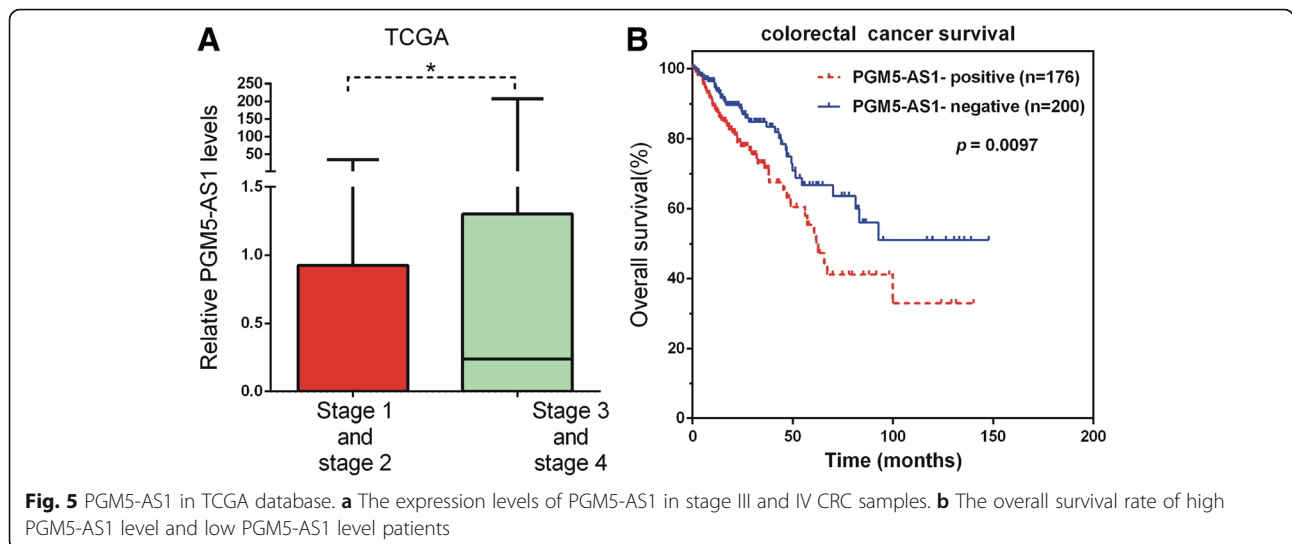 A
TCGA
*
Relative PGM5-AS1 levels
250
200
150
100
50
1.5
1.0
0.5
0.0
Stage 1
and
stage 2
Stage 3
and
stage 4
B
colorectal cancer survival
PGM5-AS1- positive (n=176)
PGM5-AS1- negative (n=200)
p = 0.0097
Overall survival(%)
100
80
60
40
20
0
0
50
100
150
200
Time (months)
Fig. 5 PGM5-AS1 in TCGA database. a The expression levels of PGM5-AS1 in stage III and IV CRC samples. b The overall survival rate of high
PGM5-AS1 level and low PGM5-AS1 level patients